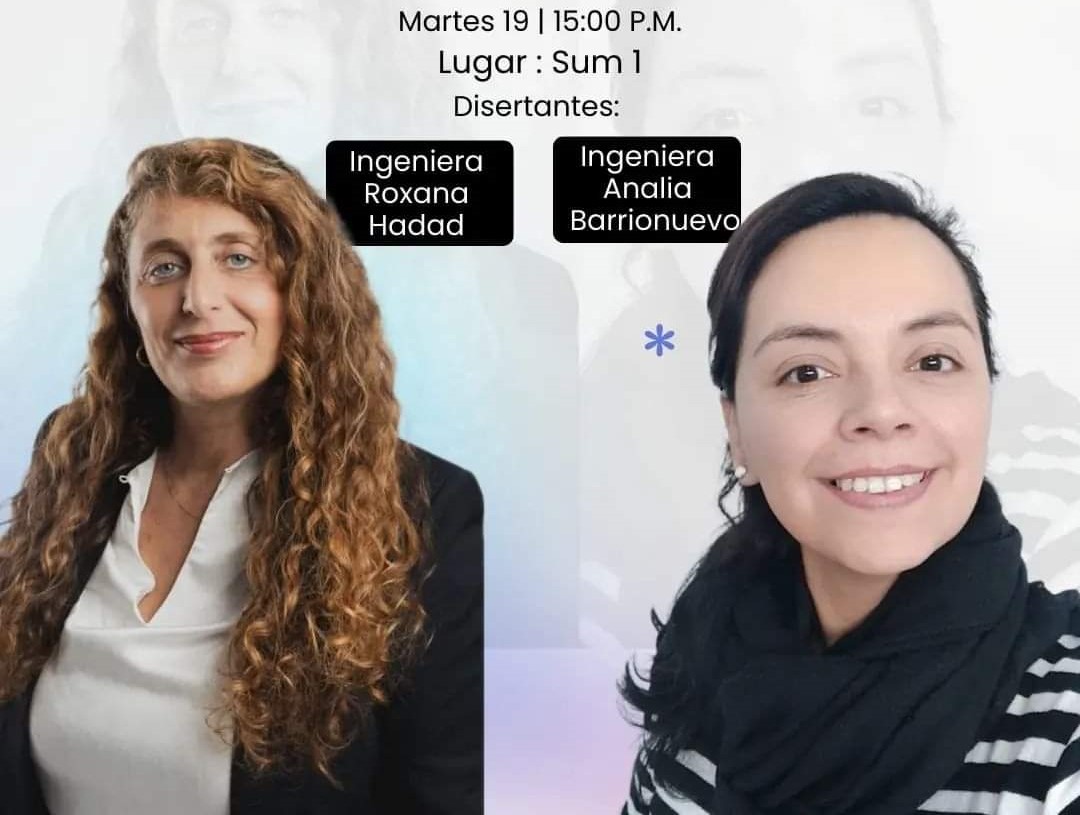 Martes 19 | 15:00 P.M.
Lugar : Sum 1
Disertantes:
Ingeniera
Roxana
Hadad
Ingeniera
Analia
Barrionuevo